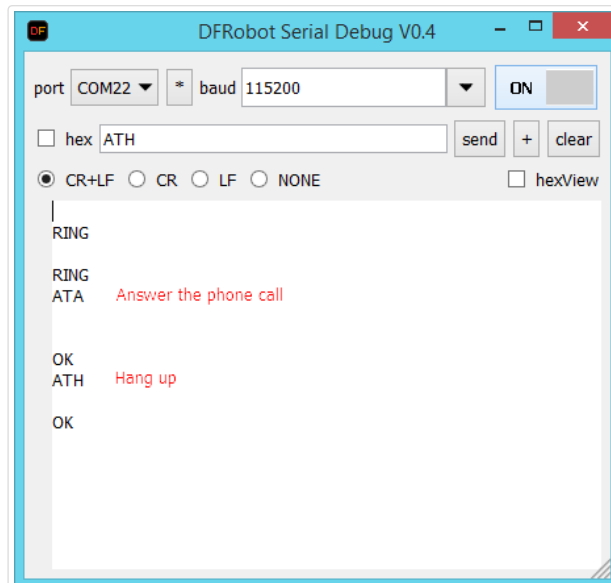 DF DFRobot Serial Debug V0.4
port COM22 * baud 115200 ON
hex ATH send + clear
CR+LF CR LF NONE hexView
RING
RING
ATA Answer the phone call
OK
ATH Hang up
OK